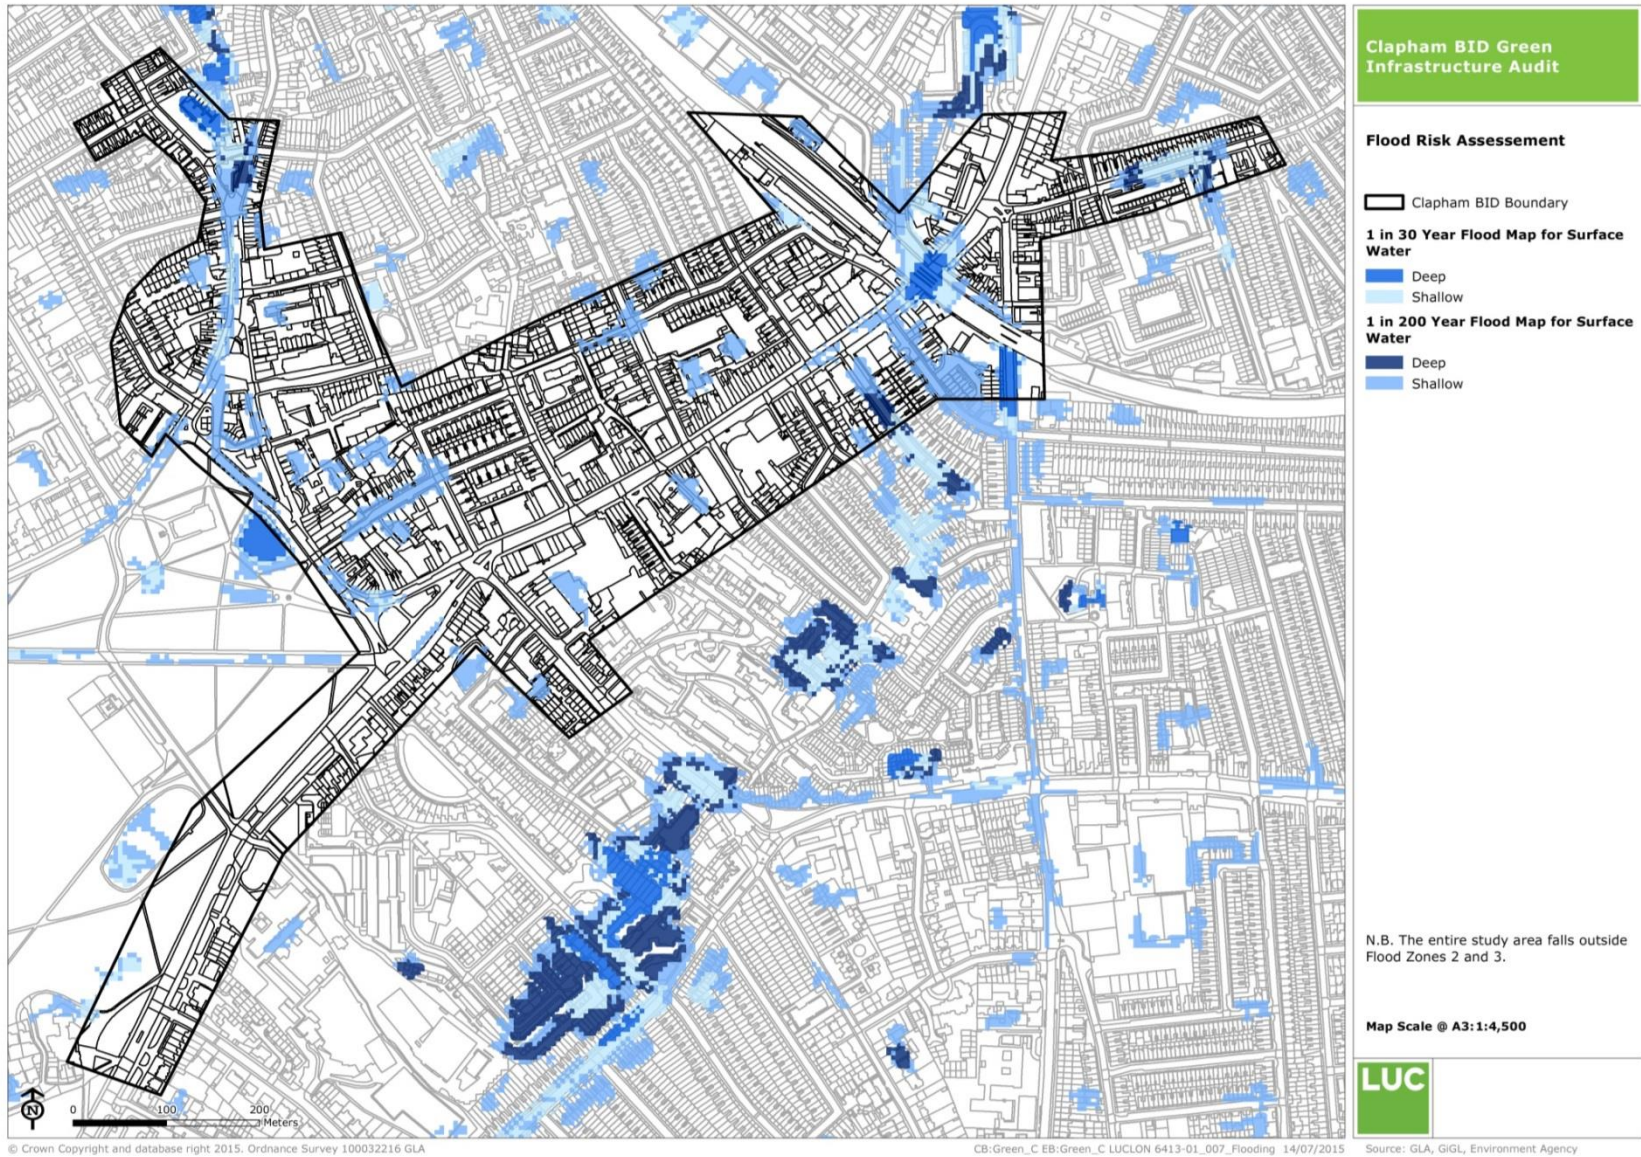 Clapham BID Green
Infrastructure Audit
Flood Risk Assessement
Clapham BID Boundary
1 in 30 Year Flood Map for Surface
Water
Deep
Shallow
1 in 200 Year Flood Map for Surface
Water
Deep
Shallow
N.B. The entire study area falls outside
Flood Zones 2 and 3.
Map Scale @ A3:1:4,500
LUC
N
0 100 200
Meters
© Crown Copyright and database right 2015. Ordnance Survey 100032216 GLA
CB:Green_C EB:Green_C LUCLON 6413-01_007_Flooding 14/07/2015
Source: GLA, GiGL, Environment Agency